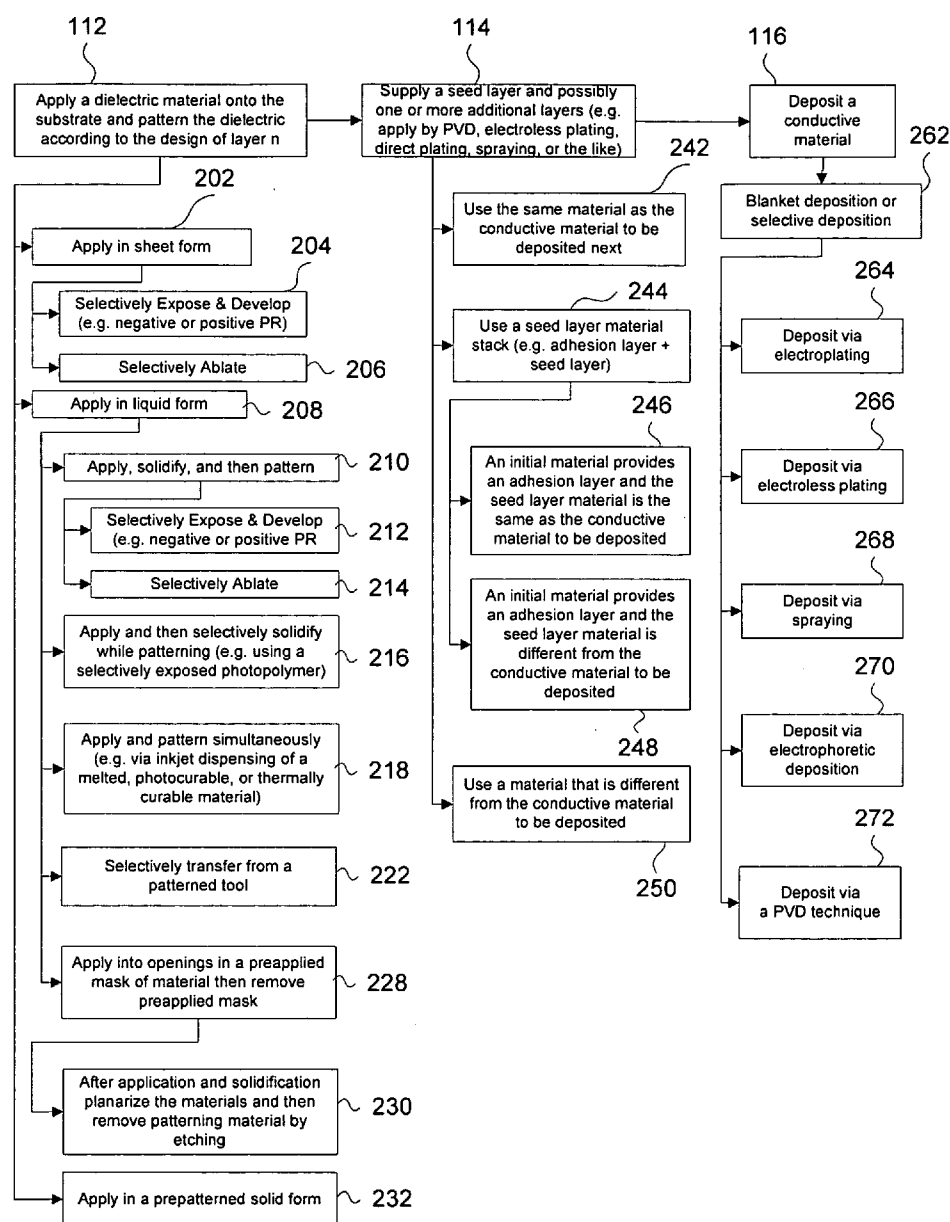 112
Apply a dielectric material onto the
substrate and pattern the dielectric
according to the design of layer n
202
Apply in sheet form
204
Selectively Expose & Develop
(e.g. negative or positive PR)
Selectively Ablate
206
Apply in liquid form
208
Apply, solidify, and then pattern
210
Selectively Expose & Develop
(e.g. negative or positive PR
212
Selectively Ablate
214
Apply and then selectively solidify
while patterning (e.g. using a
selectively exposed photopolymer)
216
Apply and pattern simultaneously
(e.g. via inkjet dispensing of a
melted, photocurable, or thermally
curable material)
218
Selectively transfer from a
patterned tool
222
Apply into openings in a preapplied
mask of material then remove
preapplied mask
228
After application and solidification
planarize the materials and then
remove patterning material by
etching
230
Apply in a prepatterned solid form
232
114
Supply a seed layer and possibly
one or more additional layers (e.g.
apply by PVD, electroless plating,
direct plating, spraying, or the like)
242
Use the same material as the
conductive material to be
deposited next
244
Use a seed layer material
stack (e.g. adhesion layer +
seed layer)
246
An initial material provides
an adhesion layer and the
seed layer material is the
same as the conductive
material to be deposited
An initial material provides
an adhesion layer and the
seed layer material is
different from the
conductive material to be
deposited
248
Use a material that is different
from the conductive material
to be deposited
250
116
Deposit a
conductive
material
262
Blanket deposition or
selective deposition
264
Deposit via
electroplating
266
Deposit via
electroless plating
268
Deposit via
spraying
270
Deposit via
electrophoretic
deposition
272
Deposit via
a PVD technique